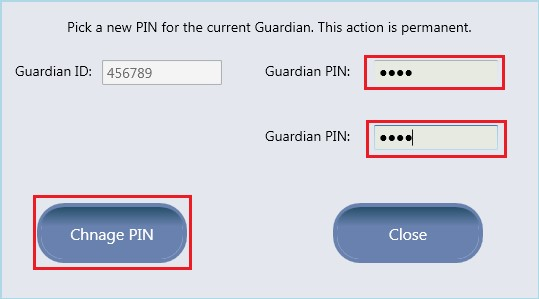 Pick a new PIN for the current Guardian. This action is permanent.
Guardian ID: 456789 Guardian PIN: ●●●●
Guardian PIN: ●●●●
Chnage PIN Close